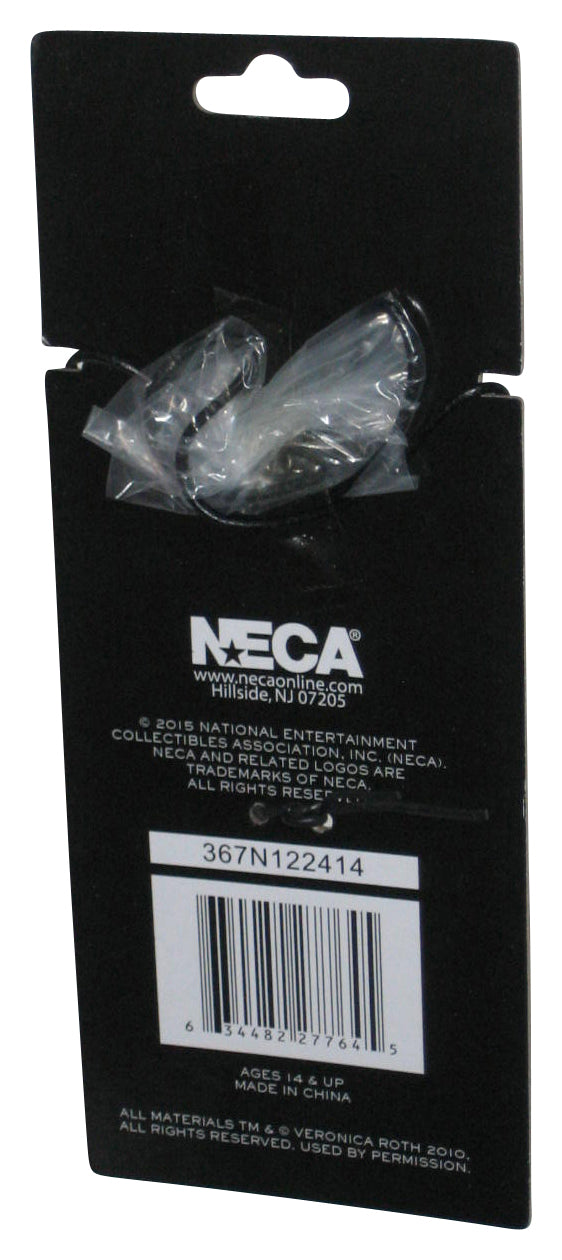 NECA®
www.necaonline.com
Hillside, NJ 07205
© 2015 NATIONAL ENTERTAINMENT
COLLECTIBLES ASSOCIATION, INC. (NECA).
NECA AND RELATED LOGOS ARE
TRADEMARKS OF NECA.
ALL RIGHTS
367N122414
6 34482 27764 5
AGES 14 & UP
MADE IN CHINA
ALL MATERIALS TM & © VERONICA ROTH 2010.
ALL RIGHTS RESERVED. USED BY PERMISSION.